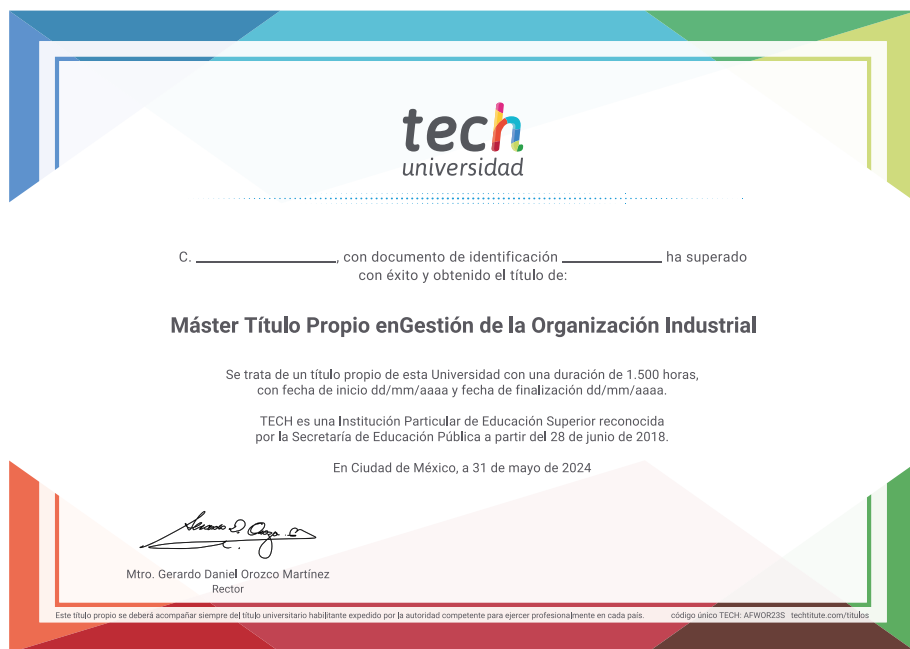 tech
universidad
C. ____________________, con documento de identificación ______________ ha superado
con éxito y obtenido el título de:
Máster Título Propio enGestión de la Organización Industrial
Se trata de un título propio de esta Universidad con una duración de 1.500 horas,
con fecha de inicio dd/mm/aaaa y fecha de finalización dd/mm/aaaa.
TECH es una Institución Particular de Educación Superior reconocida
por la Secretaría de Educación Pública a partir del 28 de junio de 2018.
En Ciudad de México, a 31 de mayo de 2024
Mtro. Gerardo Daniel Orozco Martínez
Rector
Este título propio se deberá acompañar siempre del título universitario habilitante expedido por la autoridad competente para ejercer profesionalmente en cada país. código único TECH: AFWOR23S techtitute.com/titulos